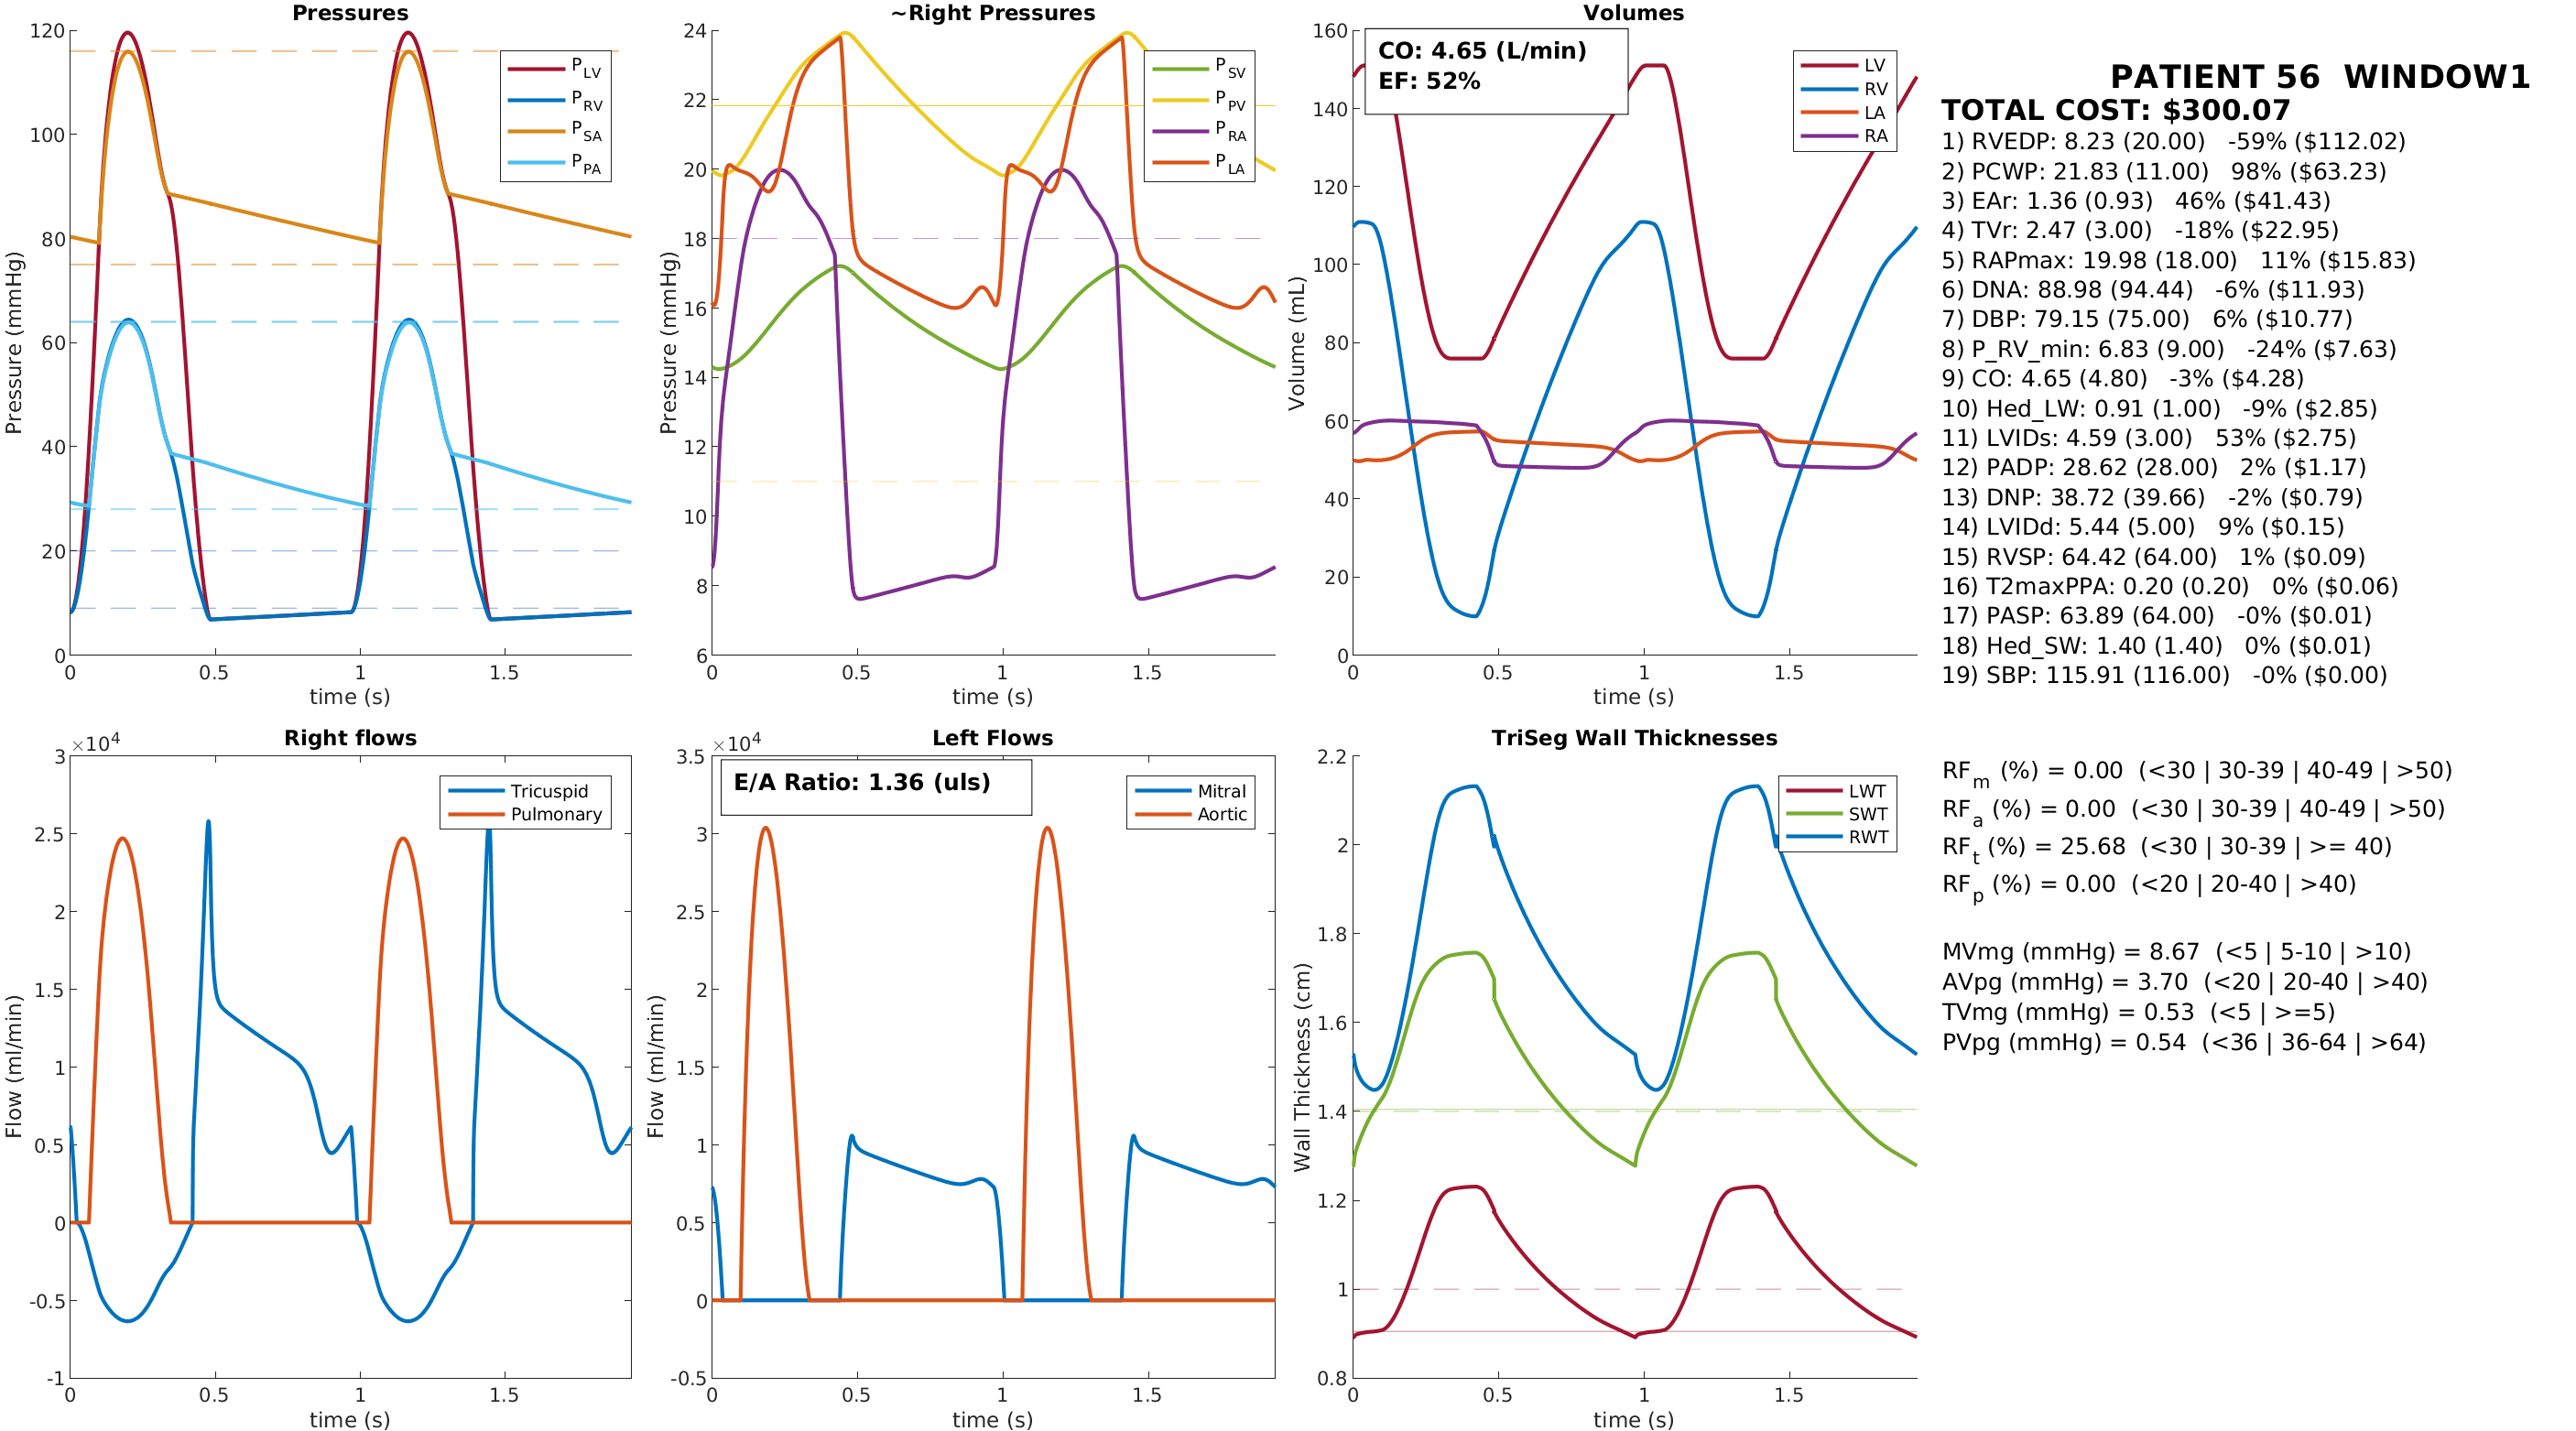 Pressures
120
100
80
60
40
20
0
Pressure (mmHg)
0 0.5 1 1.5
time (s)
P_LV
P_RV
P_SA
P_PA
~Right Pressures
24
22
20
18
16
14
12
10
8
6
Pressure (mmHg)
0 0.5 1 1.5
time (s)
P_SV
P_PV
P_RA
P_LA
Volumes
160
140
120
100
80
60
40
20
0
Volume (mL)
0 0.5 1 1.5
time (s)
CO: 4.65 (L/min)
EF: 52%
LV
RV
LA
RA
PATIENT 56 WINDOW1
TOTAL COST: $300.07
1) RVEDP: 8.23 (20.00) -59% ($112.02)
2) PCWP: 21.83 (11.00) 98% ($63.23)
3) EAr: 1.36 (0.93) 46% ($41.43)
4) TVr: 2.47 (3.00) -18% ($22.95)
5) RAPmax: 19.98 (18.00) 11% ($15.83)
6) DNA: 88.98 (94.44) -6% ($11.93)
7) DBP: 79.15 (75.00) 6% ($10.77)
8) P_RV_min: 6.83 (9.00) -24% ($7.63)
9) CO: 4.65 (4.80) -3% ($4.28)
10) Hed_LW: 0.91 (1.00) -9% ($2.85)
11) LVIDs: 4.59 (3.00) 53% ($2.75)
12) PADP: 28.62 (28.00) 2% ($1.17)
13) DNP: 38.72 (39.66) -2% ($0.79)
14) LVIDd: 5.44 (5.00) 9% ($0.15)
15) RVSP: 64.42 (64.00) 1% ($0.09)
16) T2maxPPA: 0.20 (0.20) 0% ($0.06)
17) PASP: 63.89 (64.00) -0% ($0.01)
18) Hed_SW: 1.40 (1.40) 0% ($0.01)
19) SBP: 115.91 (116.00) -0% ($0.00)
Right flows
×10^4
3
2.5
2
1.5
1
0.5
0
-0.5
-1
Flow (ml/min)
0 0.5 1 1.5
time (s)
Tricuspid
Pulmonary
Left Flows
×10^4
3.5
3
2.5
2
1.5
1
0.5
0
-0.5
Flow (ml/min)
0 0.5 1 1.5
time (s)
E/A Ratio: 1.36 (uls)
Mitral
Aortic
TriSeg Wall Thicknesses
2.2
2
1.8
1.6
1.4
1.2
1
0.8
Wall Thickness (cm)
0 0.5 1 1.5
time (s)
LWT
SWT
RWT
RF_m (%) = 0.00 (<30 | 30-39 | 40-49 | >50)
RF_a (%) = 0.00 (<30 | 30-39 | 40-49 | >50)
RF_t (%) = 25.68 (<30 | 30-39 | >= 40)
RF_p (%) = 0.00 (<20 | 20-40 | >40)
MVmg (mmHg) = 8.67 (<5 | 5-10 | >10)
AVpg (mmHg) = 3.70 (<20 | 20-40 | >40)
TVmg (mmHg) = 0.53 (<5 | >=5)
PVpg (mmHg) = 0.54 (<36 | 36-64 | >64)